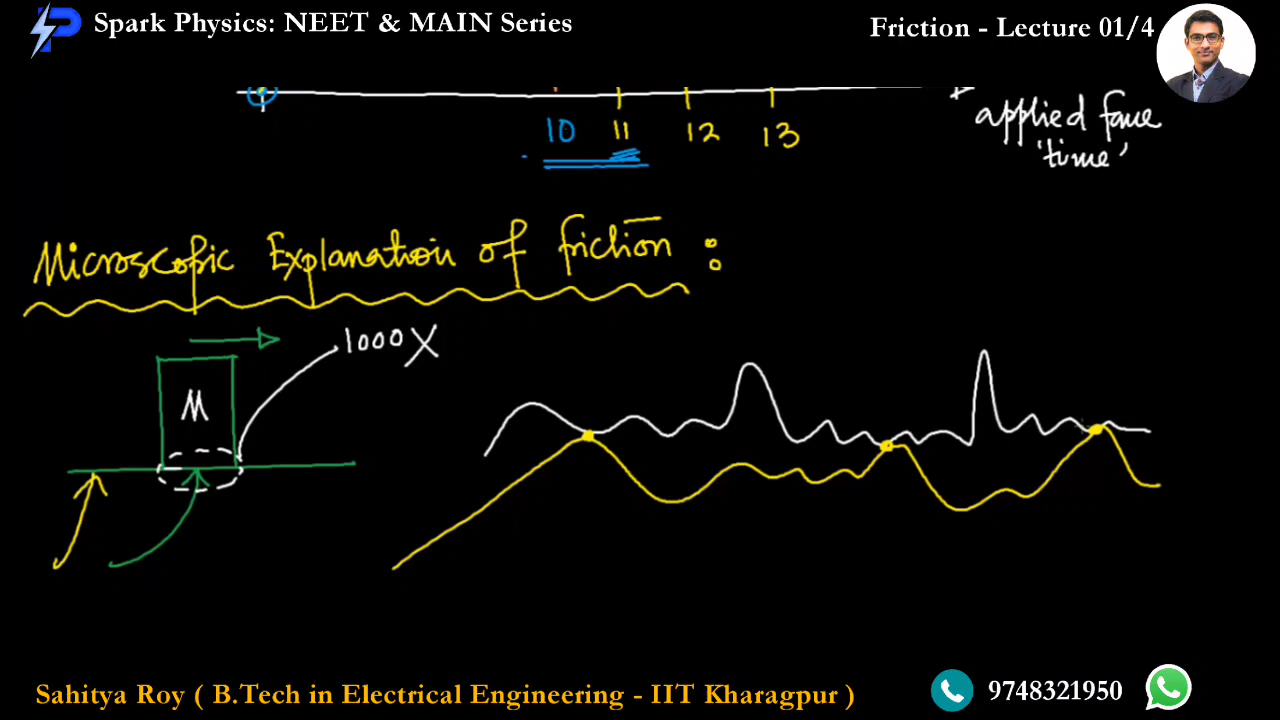 Spark Physics: NEET & MAIN Series
Friction - Lecture 01/4
10 11 12 13
applied force
'time'
Microscopic Explanation of friction :
1000 X
M
Sahitya Roy ( B.Tech in Electrical Engineering - IIT Kharagpur )
9748321950